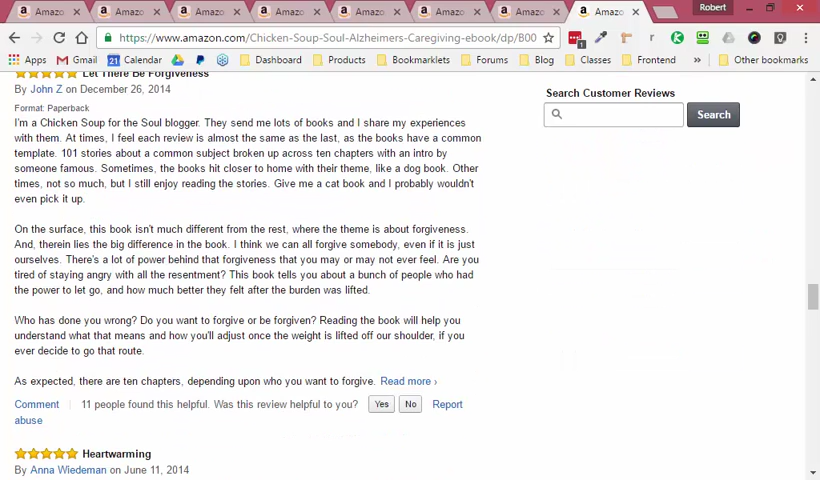 Amazo Amazo Amazo Amazo Amazo Amazo Amazo Amazo Robert
https://www.amazon.com/Chicken-Soup-Soul-Alzheimers-Caregiving-ebook/dp/B00
Apps Gmail Calendar Dashboard Products Bookmarklets Forums Blog Classes Frontend » Other bookmarks
Let There Be Forgiveness
By John Z on December 26, 2014
Format: Paperback
I'm a Chicken Soup for the Soul blogger. They send me lots of books and I share my experiences
with them. At times, I feel each review is almost the same as the last, as the books have a common
template. 101 stories about a common subject broken up across ten chapters with an intro by
someone famous. Sometimes, the books hit closer to home with their theme, like a dog book. Other
times, not so much, but I still enjoy reading the stories. Give me a cat book and I probably wouldn't
even pick it up.
On the surface, this book isn't much different from the rest, where the theme is about forgiveness.
And, therein lies the big difference in the book. I think we can all forgive somebody, even if it is just
ourselves. There's a lot of power behind that forgiveness that you may or may not ever feel. Are you
tired of staying angry with all the resentment? This book tells you about a bunch of people who had
the power to let go, and how much better they felt after the burden was lifted.
Who has done you wrong? Do you want to forgive or be forgiven? Reading the book will help you
understand what that means and how you'll adjust once the weight is lifted off our shoulder, if you
ever decide to go that route.
As expected, there are ten chapters, depending upon who you want to forgive. Read more ›
Comment | 11 people found this helpful. Was this review helpful to you? Yes No Report
abuse
Heartwarming
By Anna Wiedeman on June 11, 2014
Search Customer Reviews
Search